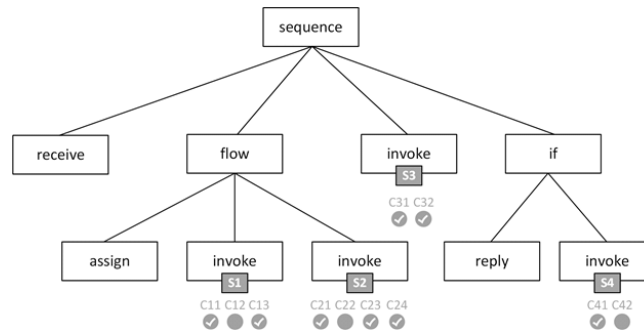 sequence
receive
flow
invoke
if
S3
C31 C32
assign
invoke
invoke
reply
invoke
S1
S2
S4
C11 C12 C13
C21 C22 C23 C24
C41 C42